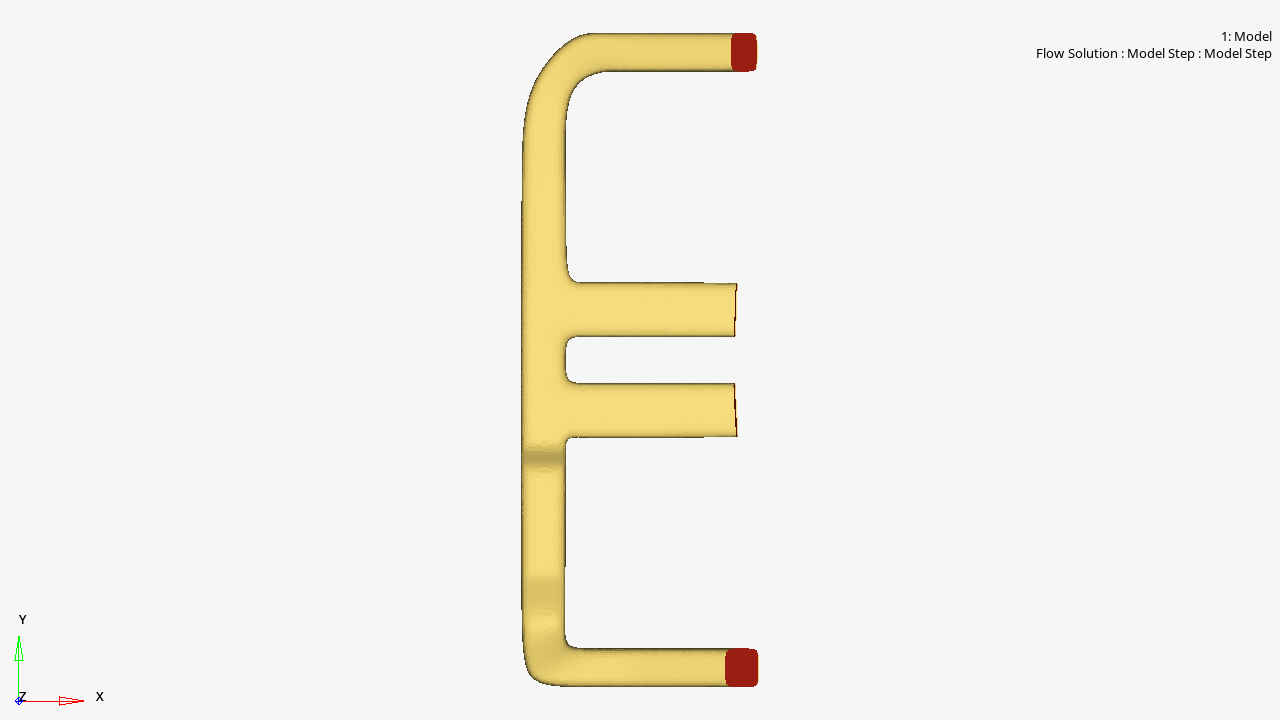 1: Model
Flow Solution : Model Step : Model Step
Y
Z
X